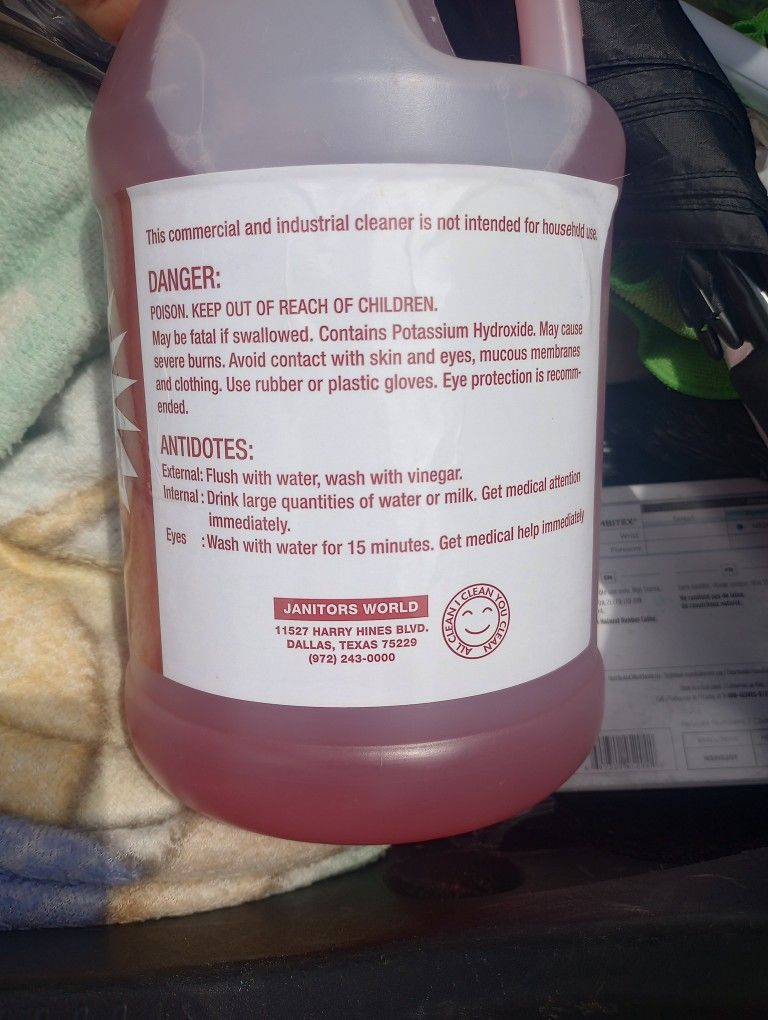 This commercial and industrial cleaner is not intended for household use.
DANGER:
POISON. KEEP OUT OF REACH OF CHILDREN.
May be fatal if swallowed. Contains Potassium Hydroxide. May cause
severe burns. Avoid contact with skin and eyes, mucous membranes
and clothing. Use rubber or plastic gloves. Eye protection is recomm-
ended.
ANTIDOTES:
External: Flush with water, wash with vinegar.
Internal : Drink large quantities of water or milk. Get medical attention
immediately.
Eyes : Wash with water for 15 minutes. Get medical help immediately
JANITORS WORLD
11527 HARRY HINES BLVD.
DALLAS, TEXAS 75229
(972) 243-0000
ALL CLEAN I CLEAN YOU CLEAN